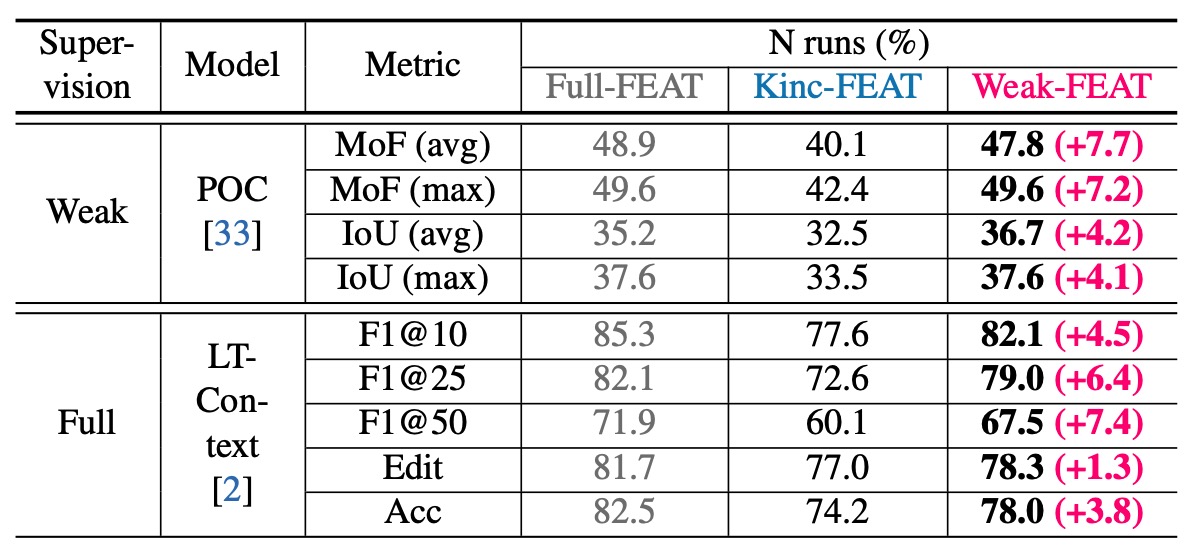 Super-
vision
Model
Metric
N runs (%)
Full-FEAT Kinc-FEAT Weak-FEAT
Weak
POC
[33]
MoF (avg) 48.9 40.1 47.8 (+7.7)
MoF (max) 49.6 42.4 49.6 (+7.2)
IoU (avg) 35.2 32.5 36.7 (+4.2)
IoU (max) 37.6 33.5 37.6 (+4.1)
Full
LT-
Con-
text
[2]
F1@10 85.3 77.6 82.1 (+4.5)
F1@25 82.1 72.6 79.0 (+6.4)
F1@50 71.9 60.1 67.5 (+7.4)
Edit 81.7 77.0 78.3 (+1.3)
Acc 82.5 74.2 78.0 (+3.8)